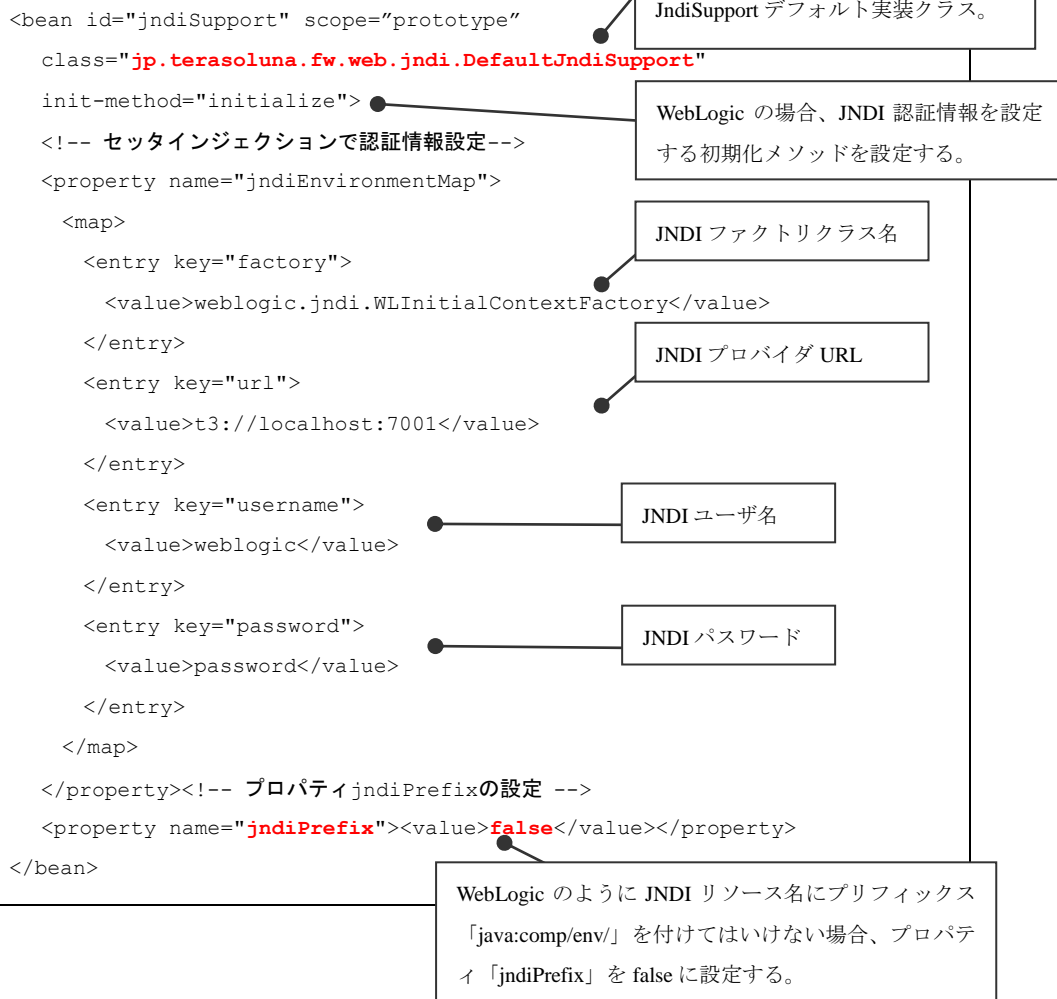 <bean id="jndiSupport" scope=”prototype”
JndiSupport デフォルト実装クラス。
class="jp.terasoluna.fw.web.jndi.DefaultJndiSupport"
init-method="initialize">
WebLogic の場合、JNDI 認証情報を設定
する初期化メソッドを設定する。
<!-- セッタインジェクションで認証情報設定-->
<property name="jndiEnvironmentMap">
<map>
JNDI ファクトリクラス名
<entry key="factory">
<value>weblogic.jndi.WLInitialContextFactory</value>
</entry>
JNDI プロバイダ URL
<entry key="url">
<value>t3://localhost:7001</value>
</entry>
<entry key="username">
JNDI ユーザ名
<value>weblogic</value>
</entry>
<entry key="password">
JNDI パスワード
<value>password</value>
</entry>
</map>
</property><!-- プロパティjndiPrefixの設定 -->
<property name="jndiPrefix"><value>false</value></property>
</bean>
WebLogic のように JNDI リソース名にプリフィックス
「java:comp/env/」を付けてはいけない場合、プロパテ
ィ「jndiPrefix」を false に設定する。